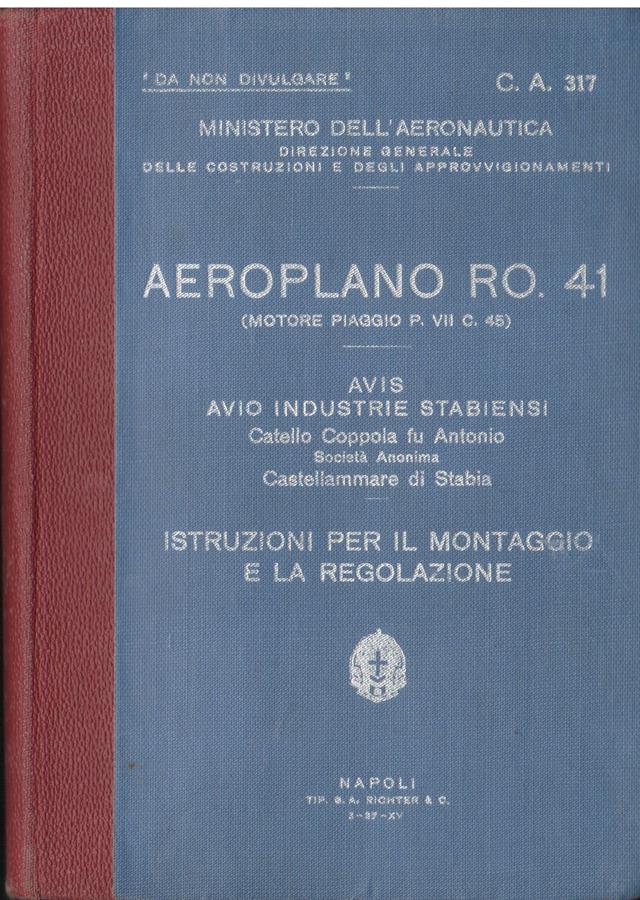 "DA NON DIVULGARE"
C. A. 317
MINISTERO DELL'AERONAUTICA
DIREZIONE GENERALE
DELLE COSTRUZIONI E DEGLI APPROVVIGIONAMENTI
AEROPLANO RO. 41
(MOTORE PIAGGIO P. VII C. 45)
AVIS
AVIO INDUSTRIE STABIENSI
Catello Coppola fu Antonio
Società Anonima
Castellammare di Stabia
ISTRUZIONI PER IL MONTAGGIO
E LA REGOLAZIONE
NAPOLI
TIP. G. A. RICHTER & C.
3-37-XV